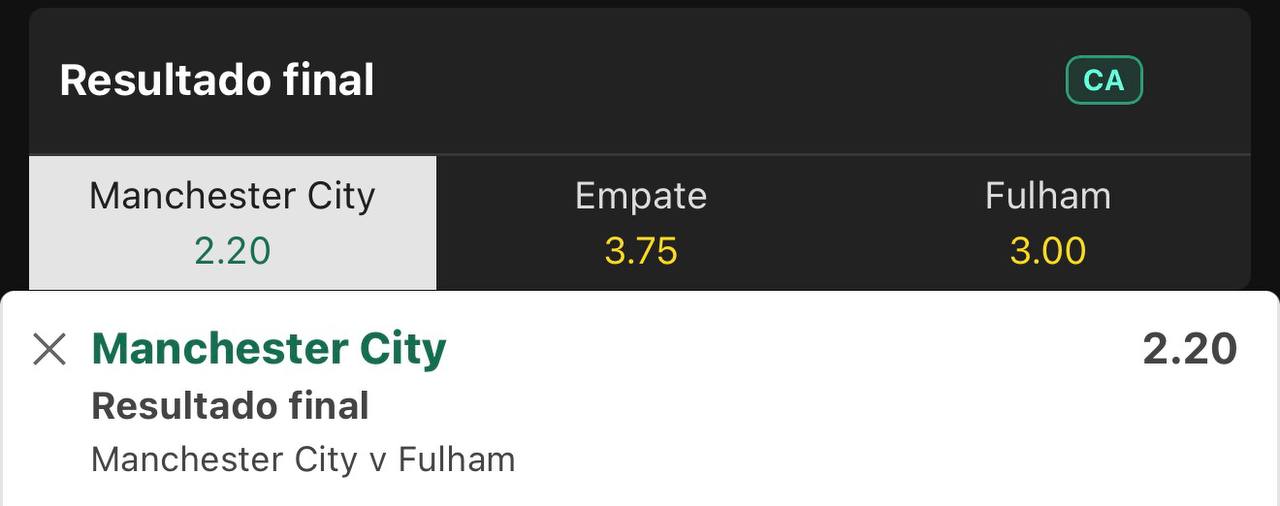 Resultado final
CA
Manchester City Empate Fulham
2.20 3.75 3.00
Manchester City 2.20
Resultado final
Manchester City v Fulham